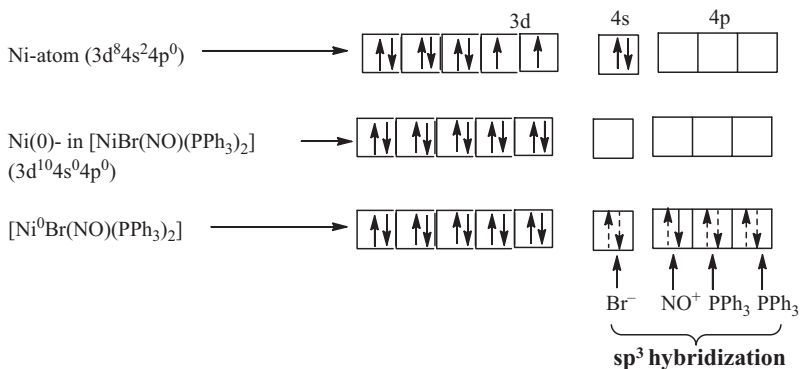 3d 4s 4p
Ni-atom (3d⁸4s²4p⁰)
Ni(0)- in [NiBr(NO)(PPh₃)₂]
(3d¹⁰4s⁰4p⁰)
[Ni⁰Br(NO)(PPh₃)₂]
Br⁻ NO⁺ PPh₃ PPh₃
sp³ hybridization